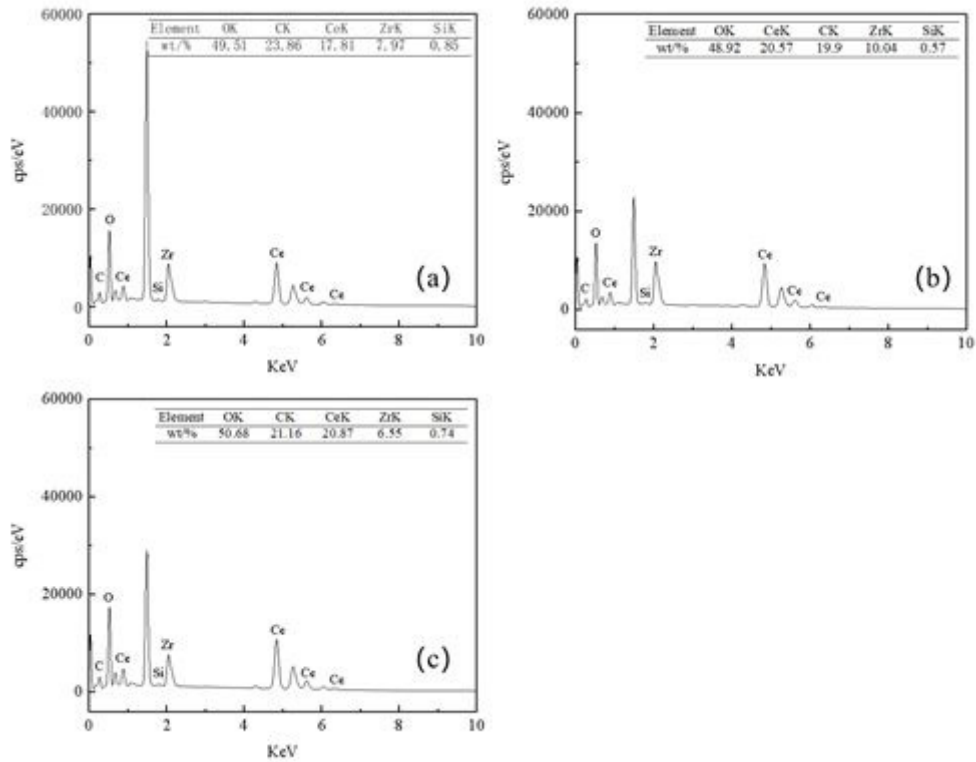 60000
Element OK CK CeK ZrK SiK
wt/% 49.51 23.86 17.81 7.97 0.85
40000
cps/eV
20000
O
Zr
Ce
C
Ce
Si
Ce
Ce
(a)
0
0 2 4 6 8 10
KeV
60000
Element OK CeK CK ZrK SiK
wt/% 48.92 20.57 19.9 10.04 0.57
40000
cps/eV
20000
O
Zr
Ce
C
Ce
Si
Ce
Ce
(b)
0
0 2 4 6 8 10
KeV
60000
Element OK CK CeK ZrK SiK
wt/% 50.68 21.16 20.87 6.55 0.74
40000
cps/eV
20000
O
Zr
Ce
C
Ce
Si
Ce
Ce
(c)
0
0 2 4 6 8 10
KeV